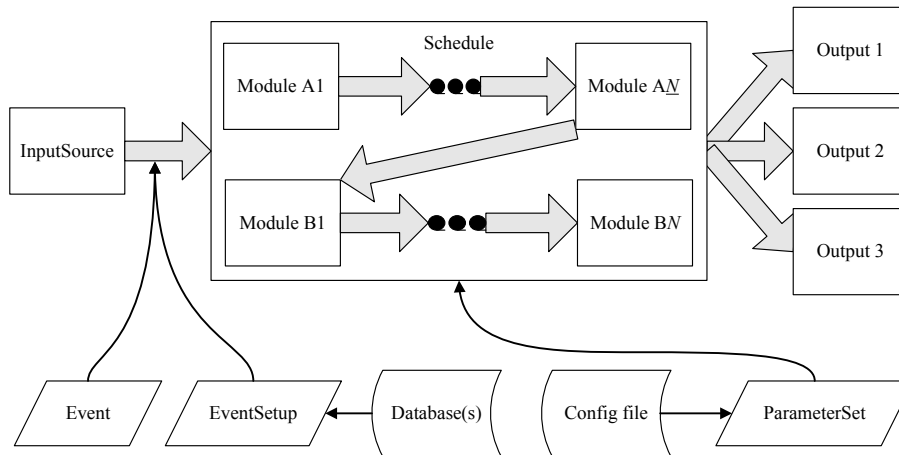 Schedule
Module A1
Module AN
Output 1
InputSource
Output 2
Module B1
Module BN
Output 3
Event
EventSetup
Database(s)
Config file
ParameterSet